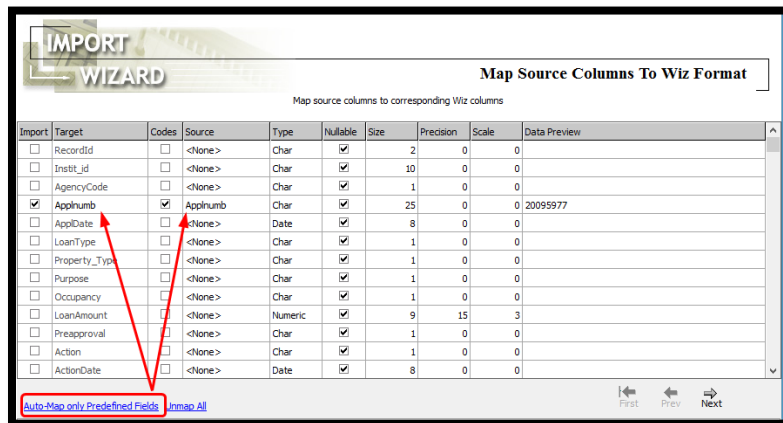 IMPORT
WIZARD
Map Source Columns To Wiz Format
Map source columns to corresponding Wiz columns
Import Target Codes Source Type Nullable Size Precision Scale Data Preview
RecordId <None> Char 2 0 0
Instit_id <None> Char 10 0 0
AgencyCode <None> Char 1 0 0
Applnumb Applnumb Char 25 0 0 20095977
ApplDate <None> Date 8 0 0
LoanType <None> Char 1 0 0
Property_Type <None> Char 1 0 0
Purpose <None> Char 1 0 0
Occupancy <None> Char 1 0 0
LoanAmount <None> Numeric 9 15 3
Preapproval <None> Char 1 0 0
Action <None> Char 1 0 0
ActionDate <None> Date 8 0 0
Auto-Map only Predefined Fields Unmap All First Prev Next